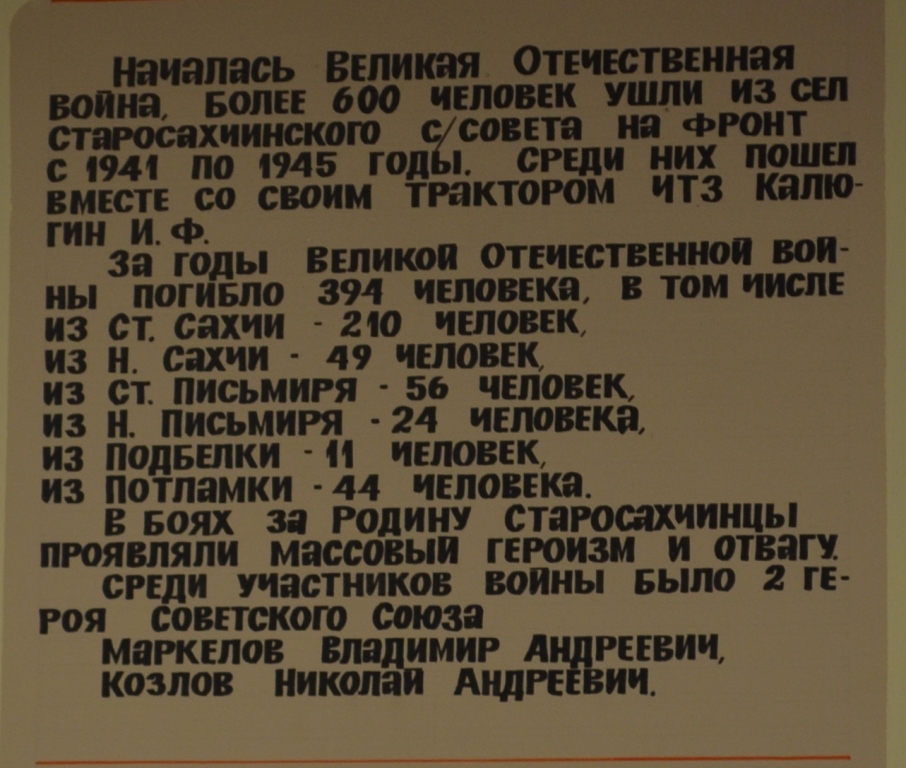 Началась Великая Отечественная
война, более 600 человек ушли из сел
Старосахчинского с/совета на фронт
с 1941 по 1945 годы. Среди них пошел
вместе со своим трактором ИТЗ Калю-
гин И. Ф.
За годы Великой Отечественной вой-
ны погибло 394 человека, в том числе
из Ст. Сахчи - 210 человек,
из Н. Сахчи - 49 человек,
из Ст. Письмиря - 56 человек,
из Н. Письмиря - 24 человека,
из Подбелки - 11 человек,
из Потламки - 44 человека.
В боях за Родину старосахчинцы
проявляли массовый героизм и отвагу.
Среди участников войны было 2 Ге-
роя Советского Союза
Маркелов Владимир Андреевич,
Козлов Николай Андреевич.